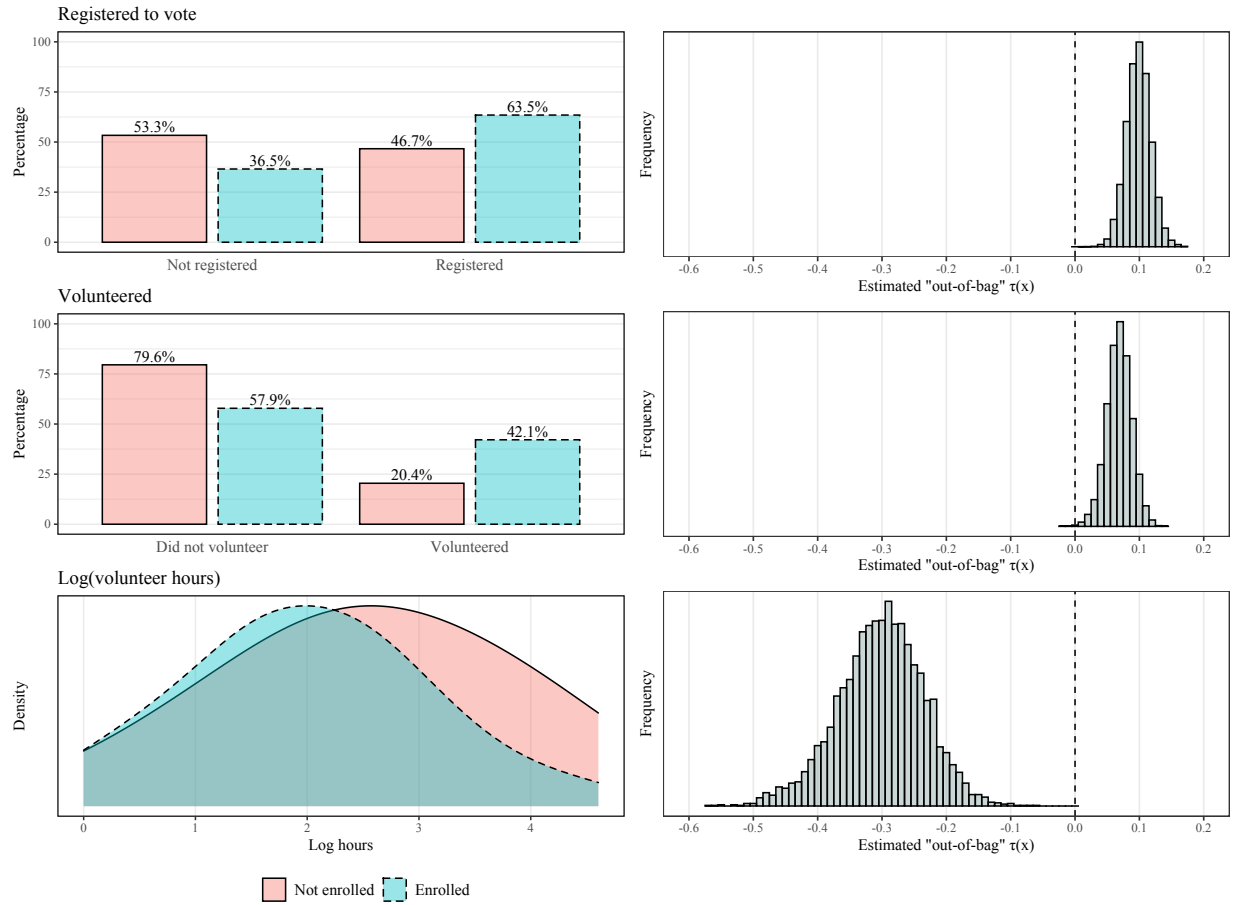 Registered to vote
Percentage
100
75
50
25
0
53.3%
36.5%
46.7%
63.5%
Not registered
Registered
Frequency
-0.6 -0.5 -0.4 -0.3 -0.2 -0.1 0.0 0.1 0.2
Estimated "out-of-bag" τ(x)
Volunteered
Percentage
100
75
50
25
0
79.6%
57.9%
20.4%
42.1%
Did not volunteer
Volunteered
Frequency
-0.6 -0.5 -0.4 -0.3 -0.2 -0.1 0.0 0.1 0.2
Estimated "out-of-bag" τ(x)
Log(volunteer hours)
Density
0 1 2 3 4
Log hours
Frequency
-0.6 -0.5 -0.4 -0.3 -0.2 -0.1 0.0 0.1 0.2
Estimated "out-of-bag" τ(x)
Not enrolled Enrolled